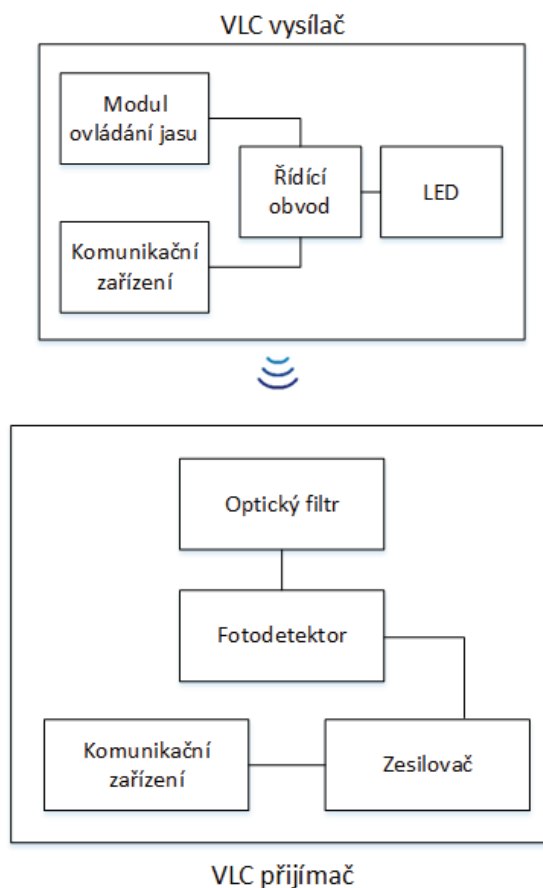 VLC vysílač
Modul
ovládání jasu
Řídící
obvod
LED
Komunikační
zařízení
Optický filtr
Fotodetektor
Komunikační
zařízení
Zesilovač
VLC přijímač